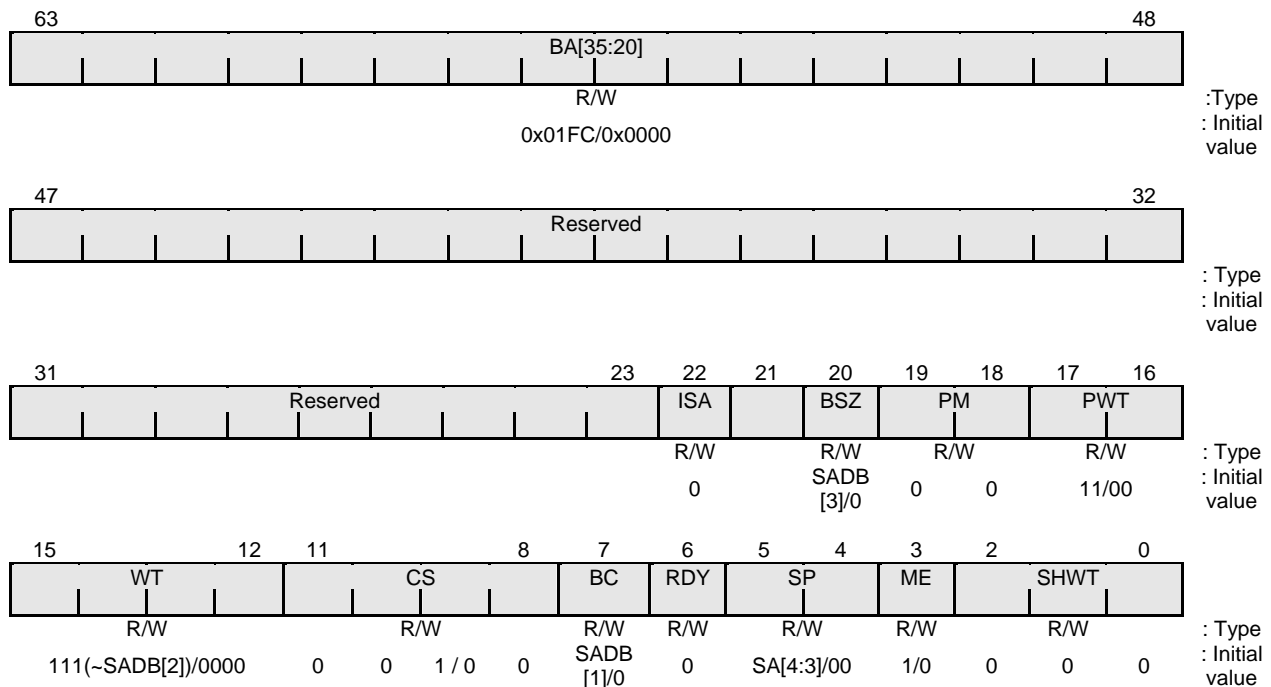 63 48
BA[35:20]
R/W :Type
0x01FC/0x0000 : Initial value
47 32
Reserved
: Type
: Initial value
31 23 22 21 20 19 18 17 16
Reserved ISA BSZ PM PWT
R/W R/W R/W R/W : Type
0 SADB [3]/0 0 0 11/00 : Initial value
15 12 11 8 7 6 5 4 3 2 0
WT CS BC RDY SP ME SHWT
R/W R/W R/W R/W R/W R/W R/W : Type
111(~SADB[2])/0000 0 0 1 / 0 0 SADB [1]/0 0 SA[4:3]/00 1/0 0 0 0 : Initial value